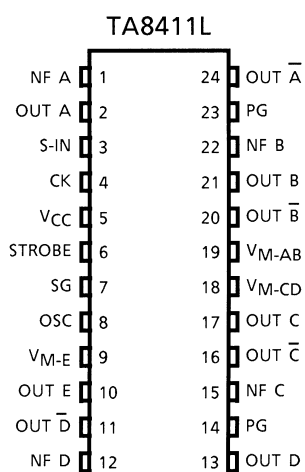 TA8411L
NF A 1 24 OUT A̅
OUT A 2 23 PG
S-IN 3 22 NF B
CK 4 21 OUT B
VCC 5 20 OUT B̅
STROBE 6 19 VM-AB
SG 7 18 VM-CD
OSC 8 17 OUT C
VM-E 9 16 OUT C̅
OUT E 10 15 NF C
OUT D̅ 11 14 PG
NF D 12 13 OUT D